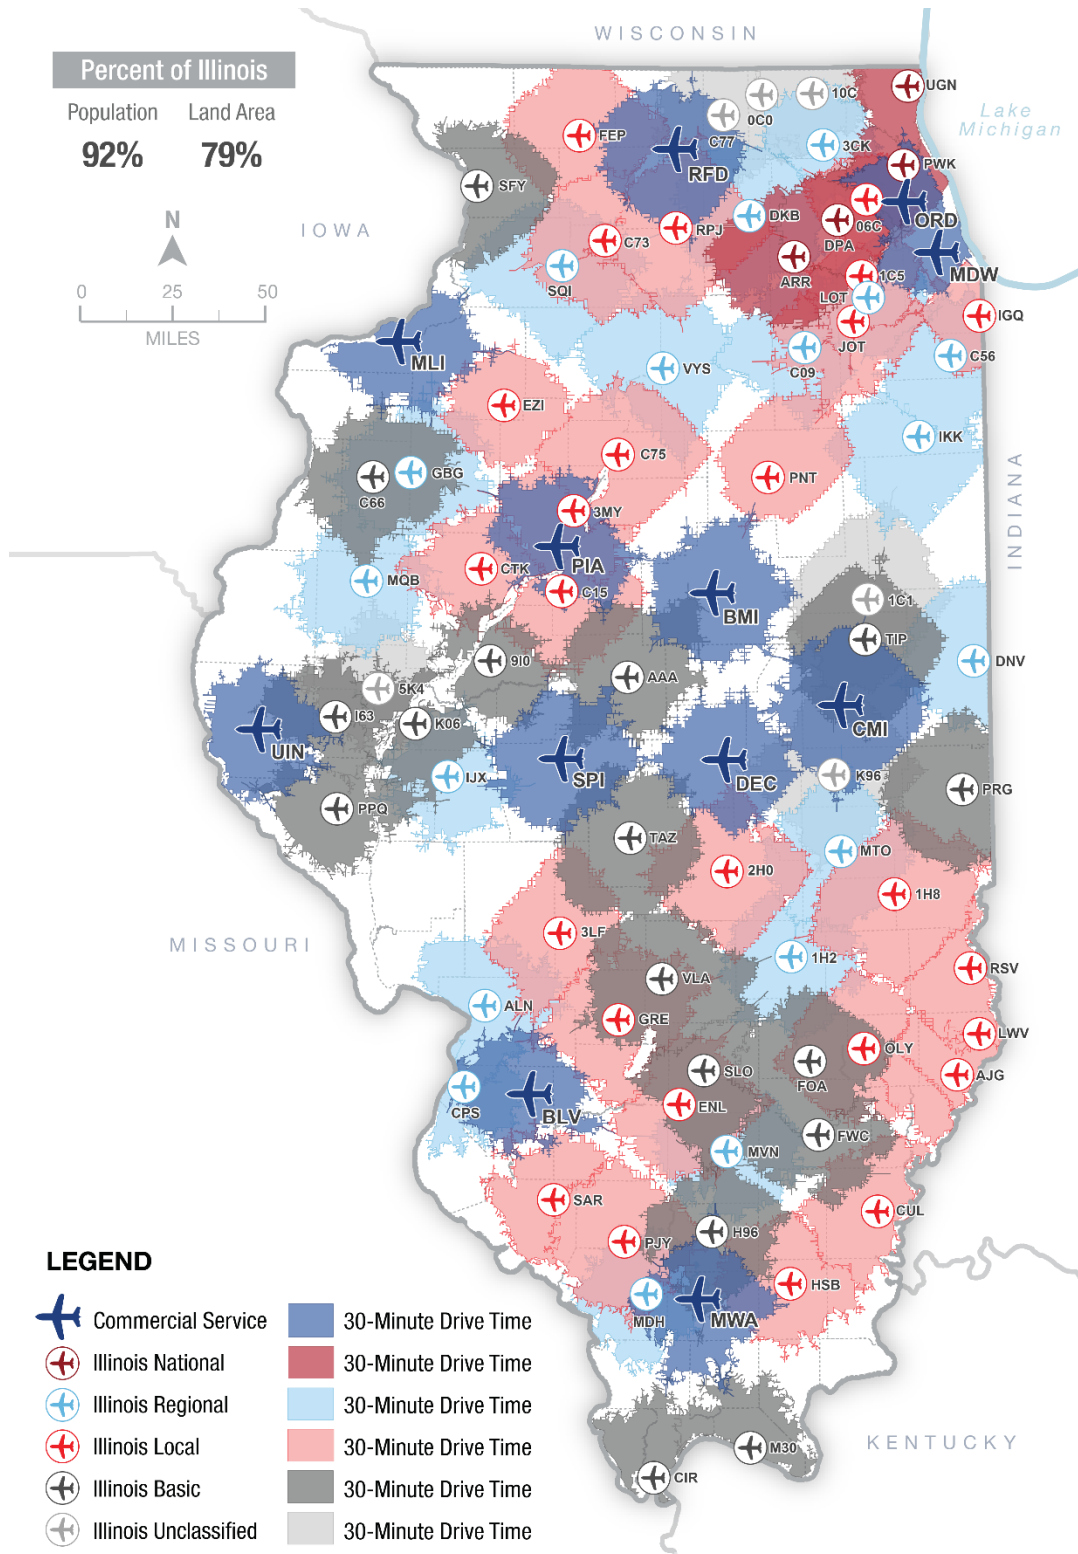 WISCONSIN
Percent of Illinois
Population Land Area
92% 79%
N
0 25 50
MILES
IOWA
Lake
Michigan
INDIANA
MISSOURI
KENTUCKY
UGN
10C
0C0
C77
FEP
3CK
PWK
RFD
SFY
DKB
06C
ORD
RPJ
DPA
C73
MDW
ARR
1C5
SQI
LOT
IGQ
JOT
MLI
C09
C56
VYS
EZI
IKK
C75
GBG
PNT
C66
3MY
PIA
CTK
MQB
C15
BMI
1C1
TIP
9I0
DNV
AAA
5K4
I63
K06
CMI
UIN
SPI
DEC
K96
IJX
PRG
PPQ
TAZ
MTO
2H0
1H8
3LF
1H2
RSV
VLA
ALN
GRE
LWV
OLY
SLO
FOA
AJG
CPS
BLV
ENL
FWC
MVN
SAR
CUL
H96
PJY
HSB
MDH
MWA
M30
CIR
LEGEND
Commercial Service 30-Minute Drive Time
Illinois National 30-Minute Drive Time
Illinois Regional 30-Minute Drive Time
Illinois Local 30-Minute Drive Time
Illinois Basic 30-Minute Drive Time
Illinois Unclassified 30-Minute Drive Time